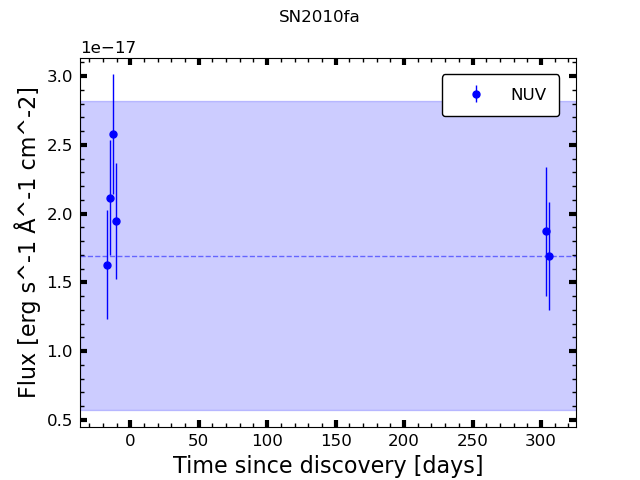 SN2010fa
1e−17
3.0
2.5
2.0
1.5
1.0
0.5
Flux [erg s^-1 Å^-1 cm^-2]
NUV
0 50 100 150 200 250 300
Time since discovery [days]